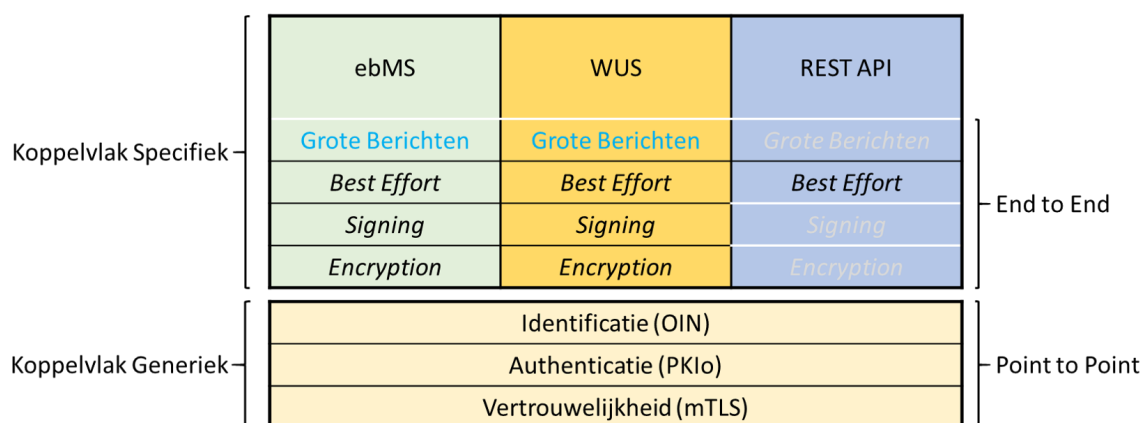 ebMS WUS REST API
Koppelvlak Specifiek
Grote Berichten Grote Berichten Grote Berichten
Best Effort Best Effort Best Effort
End to End
Signing Signing Signing
Encryption Encryption Encryption
Identificatie (OIN)
Koppelvlak Generiek Authenticatie (PKIo) Point to Point
Vertrouwelijkheid (mTLS)